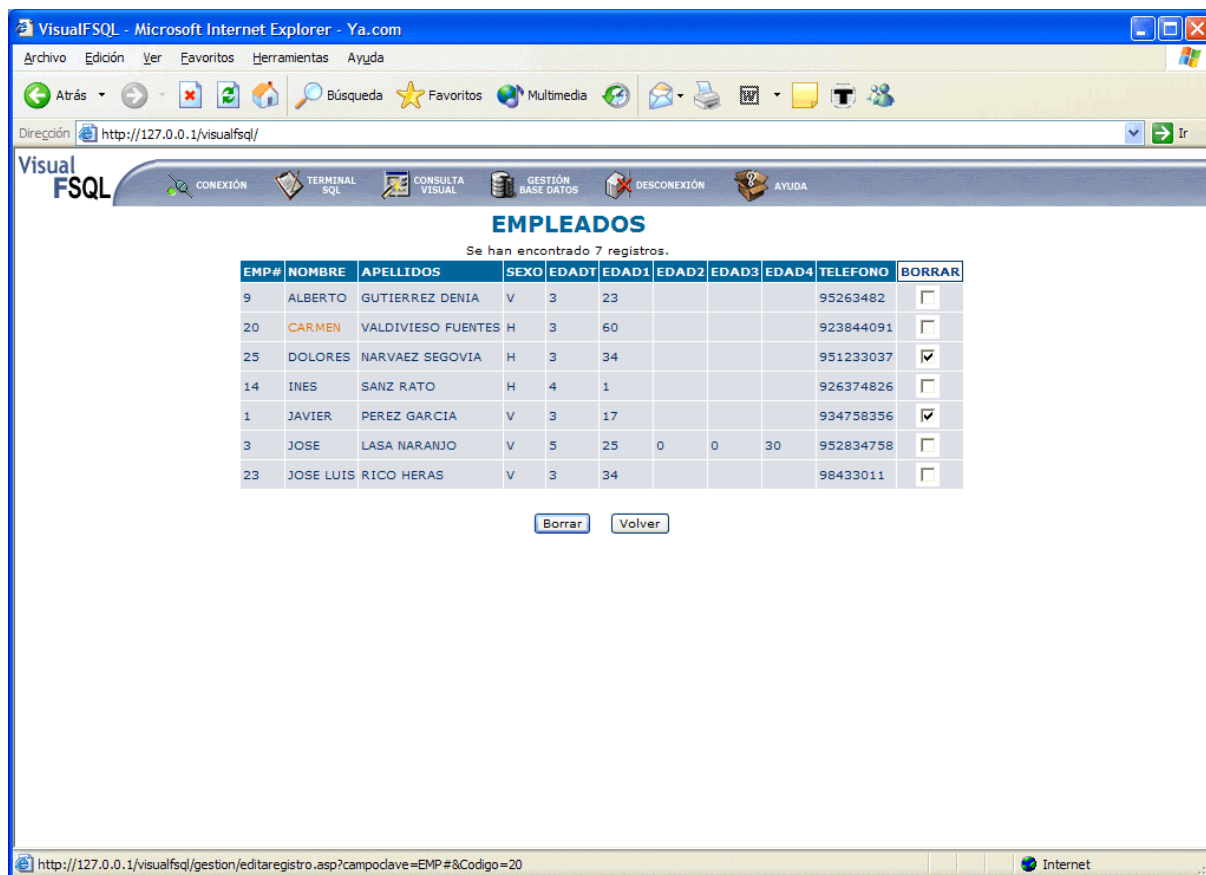 VisualFSQL - Microsoft Internet Explorer - Ya.com
Archivo Edición Ver Favoritos Herramientas Ayuda
Atrás Búsqueda Favoritos Multimedia
Dirección http://127.0.0.1/visualfsql/ Ir
Visual FSQL CONEXIÓN TERMINAL SQL CONSULTA VISUAL GESTIÓN BASE DATOS DESCONEXIÓN AYUDA
EMPLEADOS
Se han encontrado 7 registros.
EMP# NOMBRE APELLIDOS SEXO EDADT EDAD1 EDAD2 EDAD3 EDAD4 TELEFONO BORRAR
9 ALBERTO GUTIERREZ DENIA V 3 23 95263482
20 CARMEN VALDIVIESO FUENTES H 3 60 923844091
25 DOLORES NARVAEZ SEGOVIA H 3 34 951233037
14 INES SANZ RATO H 4 1 926374826
1 JAVIER PEREZ GARCIA V 3 17 934758356
3 JOSE LASA NARANJO V 5 25 0 0 30 952834758
23 JOSE LUIS RICO HERAS V 3 34 98433011
Borrar Volver
http://127.0.0.1/visualfsql/gestion/editaregistro.asp?campoclave=EMP#&Codigo=20 Internet